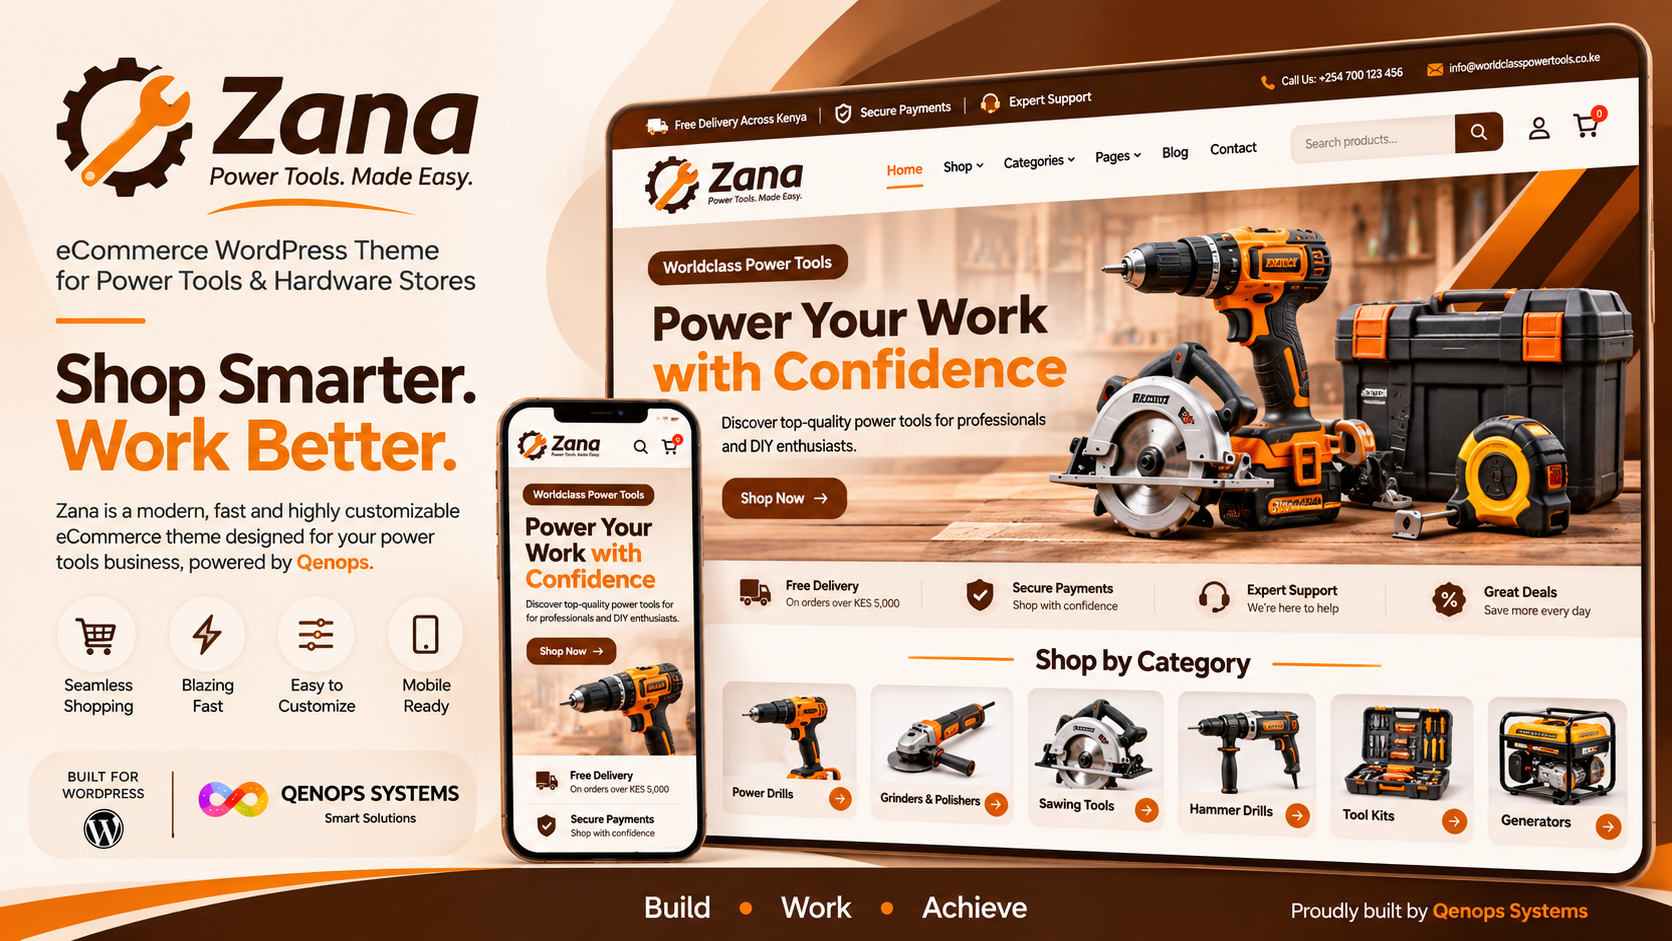 Zana
Power Tools. Made Easy.
eCommerce WordPress Theme
for Power Tools & Hardware Stores
Shop Smarter.
Work Better.
Zana is a modern, fast and highly customizable
eCommerce theme designed for your power
tools business, powered by Qenops.
Seamless
Shopping
Blazing
Fast
Easy to
Customize
Mobile
Ready
BUILT FOR
WORDPRESS
QENOPS SYSTEMS
Smart Solutions
Zana
Power Tools. Made Easy.
0
Worldclass Power Tools
Power Your
Work with
Confidence
Discover top-quality power tools for
for professionals and DIY enthusiasts.
Shop Now
Free Delivery
On orders over KES 5,000
Secure Payments
Shop with confidence
Free Delivery Across Kenya
Secure Payments
Expert Support
Call Us: +254 700 123 456
info@worldclasspowertools.co.ke
Zana
Power Tools. Made Easy.
Home
Shop
Categories
Pages
Blog
Contact
Search products...
0
Worldclass Power Tools
Power Your Work
with Confidence
Discover top-quality power tools for professionals
and DIY enthusiasts.
Shop Now
Free Delivery
On orders over KES 5,000
Secure Payments
Shop with confidence
Expert Support
We're here to help
Great Deals
Save more every day
Shop by Category
Power Drills
Grinders & Polishers
Sawing Tools
Hammer Drills
Tool Kits
Generators
Build • Work • Achieve
Proudly built by Qenops Systems